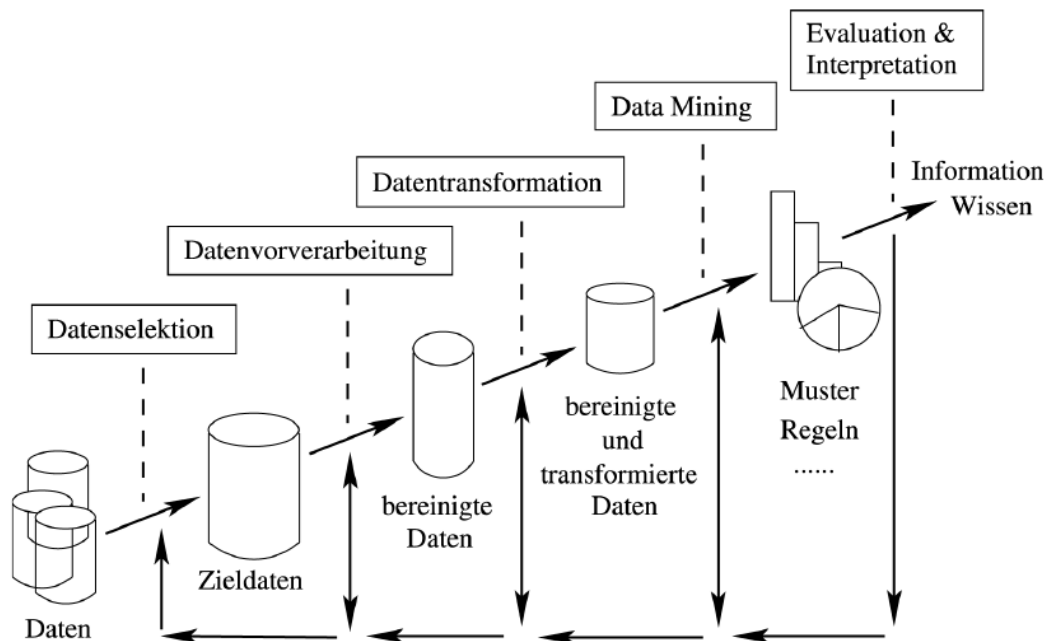 Evaluation &
Interpretation
Data Mining
Datentransformation
Datenvorverarbeitung
Datenselektion
Information
Wissen
Muster
Regeln
......
bereinigte
und
transformierte
Daten
bereinigte
Daten
Zieldaten
Daten